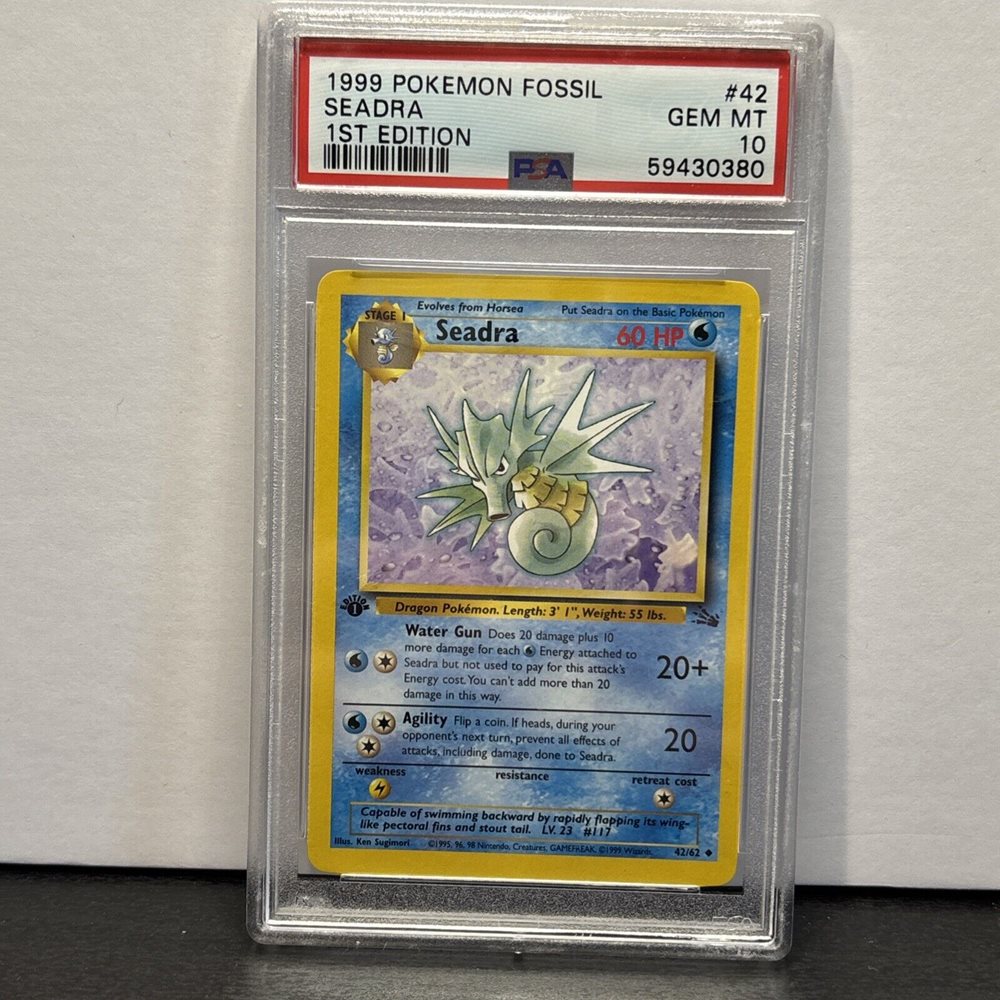 1999 POKEMON FOSSIL #42
SEADRA GEM MT
1ST EDITION 10
PSA 59430380
Evolves from Horsea Put Seadra on the Basic Pokémon
STAGE 1
Seadra 60 HP
EDITION 1
Dragon Pokémon. Length: 3' 1", Weight: 55 lbs.
Water Gun Does 20 damage plus 10
more damage for each Energy attached to
Seadra but not used to pay for this attack's
Energy cost. You can't add more than 20
damage in this way.
20+
Agility Flip a coin. If heads, during your
opponent's next turn, prevent all effects of
attacks, including damage, done to Seadra.
20
weakness resistance retreat cost
Capable of swimming backward by rapidly flapping its wing-
like pectoral fins and stout tail. LV. 23 #117
Illus. Ken Sugimori ©1995, 96, 98 Nintendo, Creatures, GAMEFREAK. ©1999 Wizards. 42/62